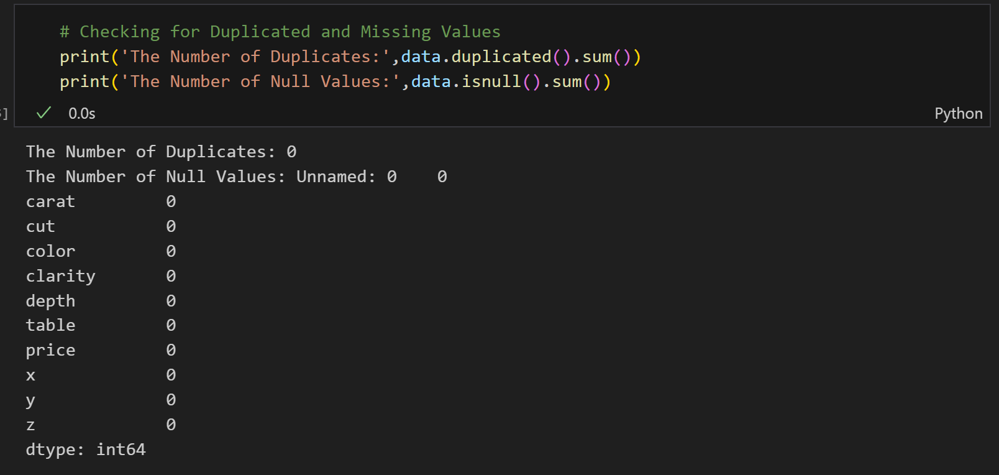 # Checking for Duplicated and Missing Values
print('The Number of Duplicates:',data.duplicated().sum())
print('The Number of Null Values:',data.isnull().sum())
] 0.0s Python
The Number of Duplicates: 0
The Number of Null Values: Unnamed: 0    0
carat         0
cut           0
color         0
clarity       0
depth         0
table         0
price         0
x             0
y             0
z             0
dtype: int64